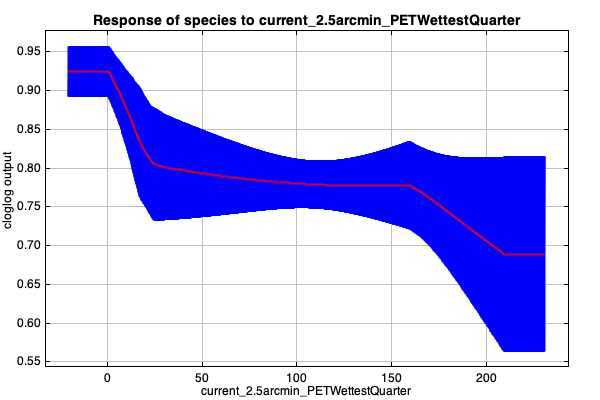 Response of species to current_2.5arcmin_PETWettestQuarter
0.95
0.90
0.85
0.80
0.75
0.70
0.65
0.60
0.55
cloglog output
0 50 100 150 200
current_2.5arcmin_PETWettestQuarter